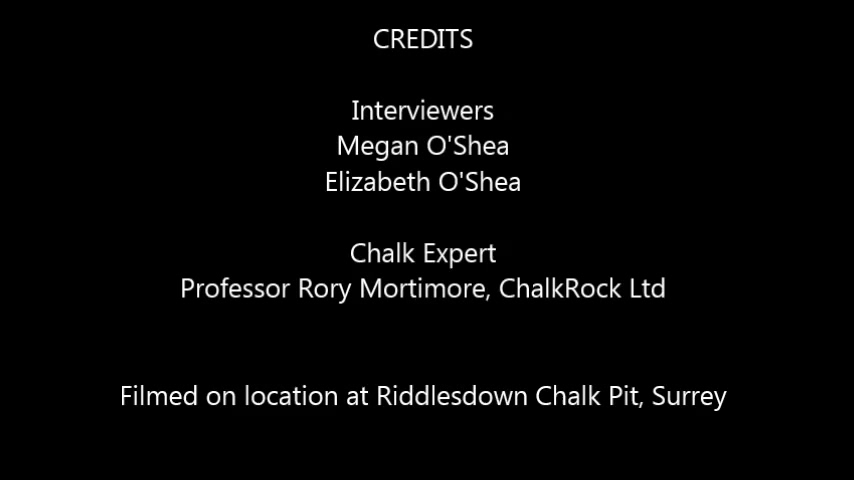 CREDITS
Interviewers
Megan O'Shea
Elizabeth O'Shea
Chalk Expert
Professor Rory Mortimore, ChalkRock Ltd
Filmed on location at Riddlesdown Chalk Pit, Surrey